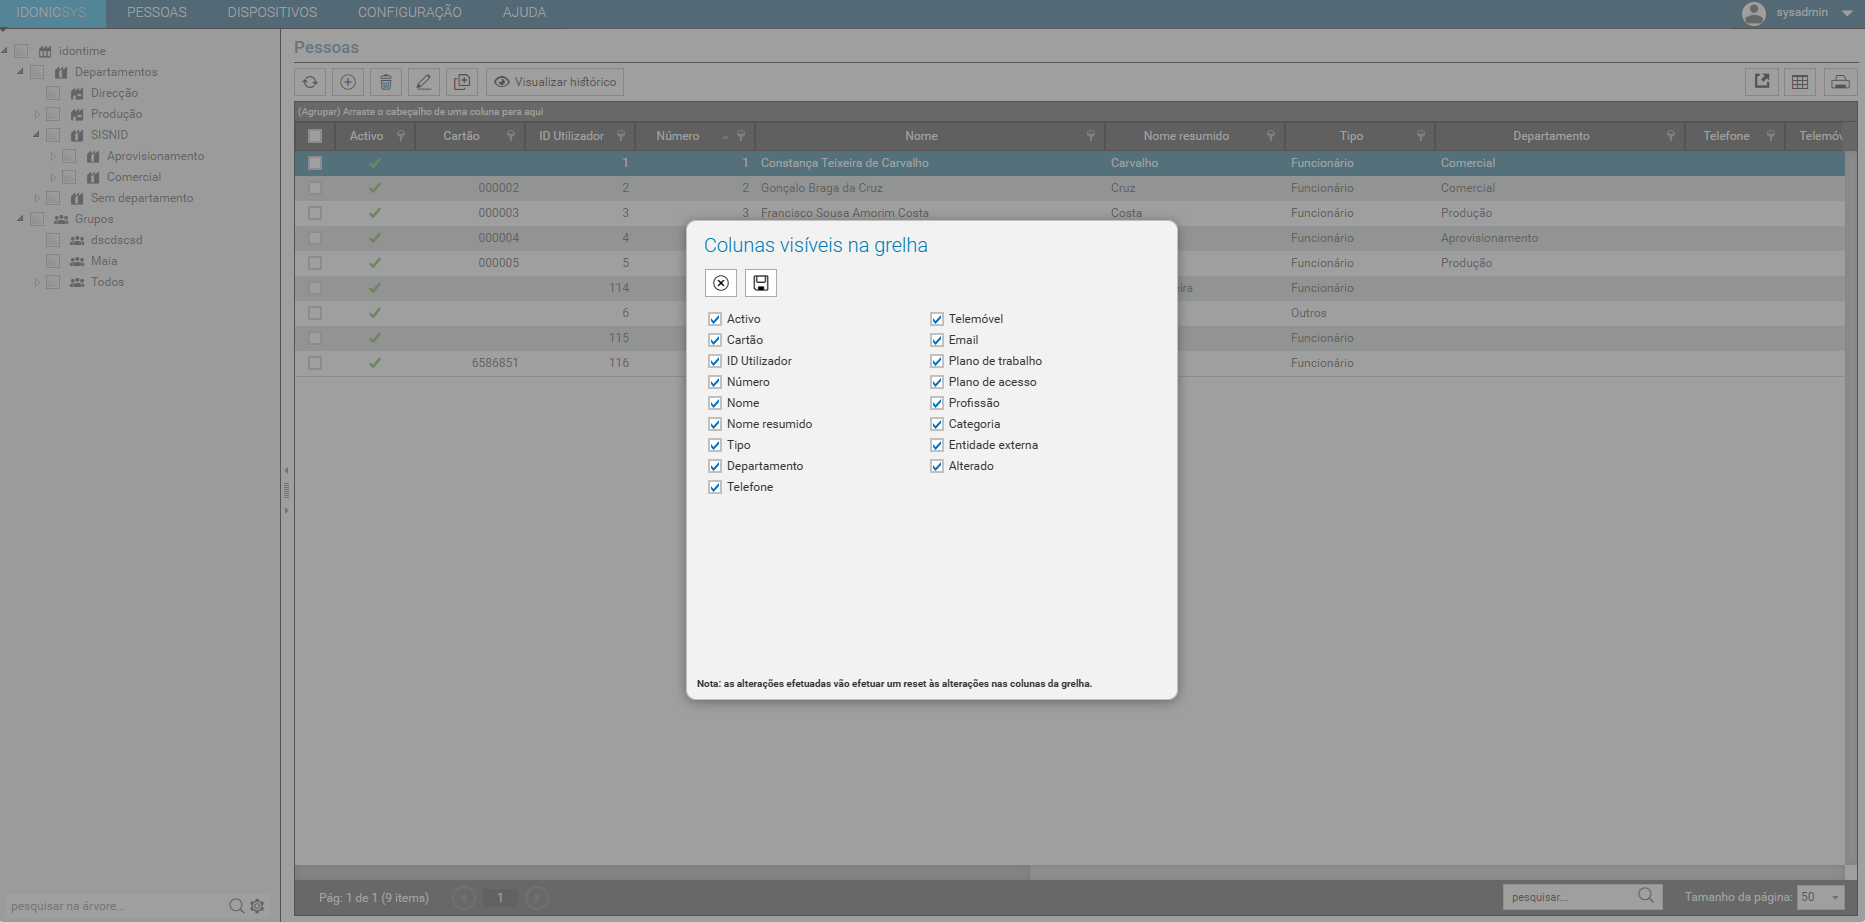 IDONICSYS PESSOAS DISPOSITIVOS CONFIGURAÇÃO AJUDA sysadmin
idontime
Departamentos
Direcção
Produção
SISNID
Aprovisionamento
Comercial
Sem departamento
Grupos
dscdscsd
Maia
Todos
pesquisar na árvore...
Pessoas
Visualizar histórico
(Agrupar) Arraste o cabeçalho de uma coluna para aqui
Activo Cartão ID Utilizador Número Nome Nome resumido Tipo Departamento Telefone Telemóv
1 1 Constança Teixeira de Carvalho Carvalho Funcionário Comercial
000002 2 2 Gonçalo Braga da Cruz Cruz Funcionário Comercial
000003 3 3 Francisco Sousa Amorim Costa Costa Funcionário Produção
000004 4 Funcionário Aprovisionamento
000005 5 Funcionário Produção
114 eira Funcionário
6 Outros
115 Funcionário
6586851 116 Funcionário
Colunas visíveis na grelha
Activo
Cartão
ID Utilizador
Número
Nome
Nome resumido
Tipo
Departamento
Telefone
Telemóvel
Email
Plano de trabalho
Plano de acesso
Profissão
Categoria
Entidade externa
Alterado
Nota: as alterações efetuadas vão efetuar um reset às alterações nas colunas da grelha.
Pág: 1 de 1 (9 items) 1 pesquisar... Tamanho da página: 50